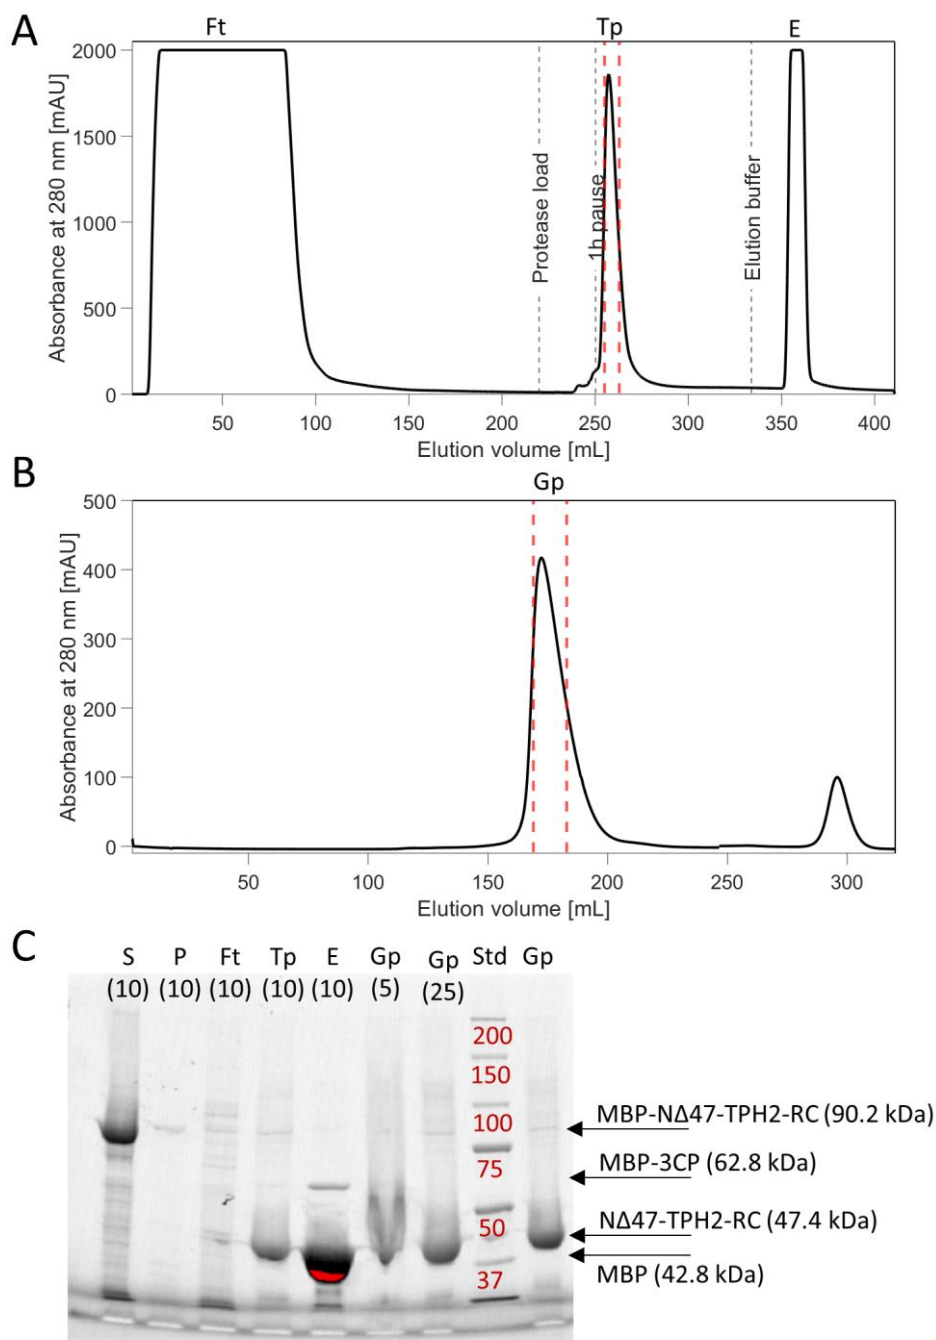 A
Ft Tp E
Absorbance at 280 nm [mAU]
2000
1500
1000
500
0
Protease load
1h pause
Elution buffer
50 100 150 200 250 300 350 400
Elution volume [mL]
B
Gp
Absorbance at 280 nm [mAU]
500
400
300
200
100
0
50 100 150 200 250 300
Elution volume [mL]
C
S P Ft Tp E Gp Gp Std Gp
(10) (10) (10) (10) (10) (5) (25)
200
150
100
75
50
37
MBP-NΔ47-TPH2-RC (90.2 kDa)
MBP-3CP (62.8 kDa)
NΔ47-TPH2-RC (47.4 kDa)
MBP (42.8 kDa)